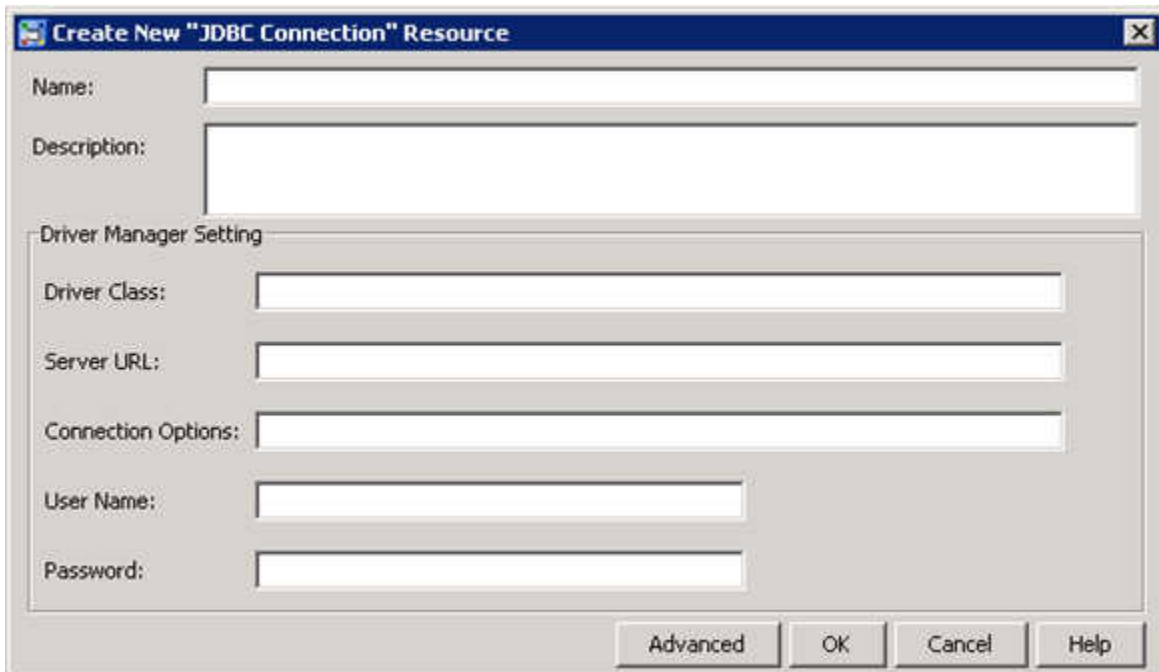 Create New "JDBC Connection" Resource
Name:
Description:
Driver Manager Setting
Driver Class:
Server URL:
Connection Options:
User Name:
Password:
Advanced OK Cancel Help